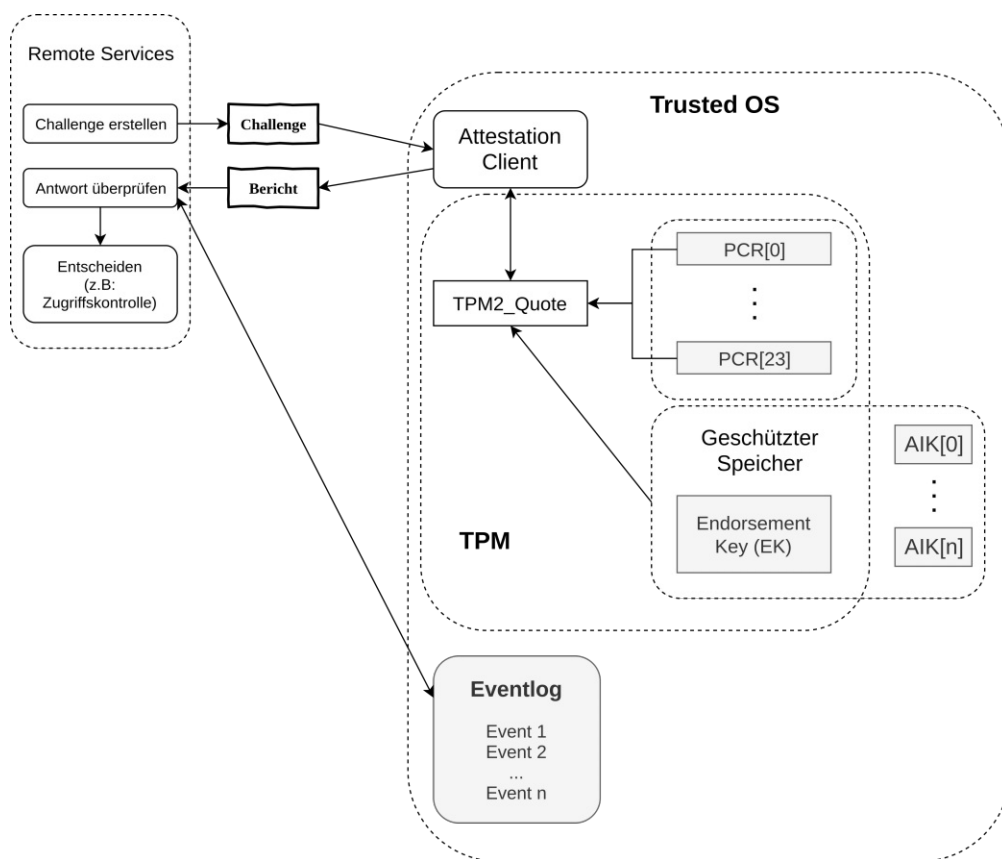 Remote Services
Challenge erstellen
Challenge
Antwort überprüfen
Bericht
Entscheiden
(z.B:
Zugriffskontrolle)
Trusted OS
Attestation
Client
TPM2_Quote
PCR[0]
⋮
PCR[23]
Geschützter
Speicher
Endorsement
Key (EK)
AIK[0]
⋮
AIK[n]
TPM
Eventlog
Event 1
Event 2
...
Event n